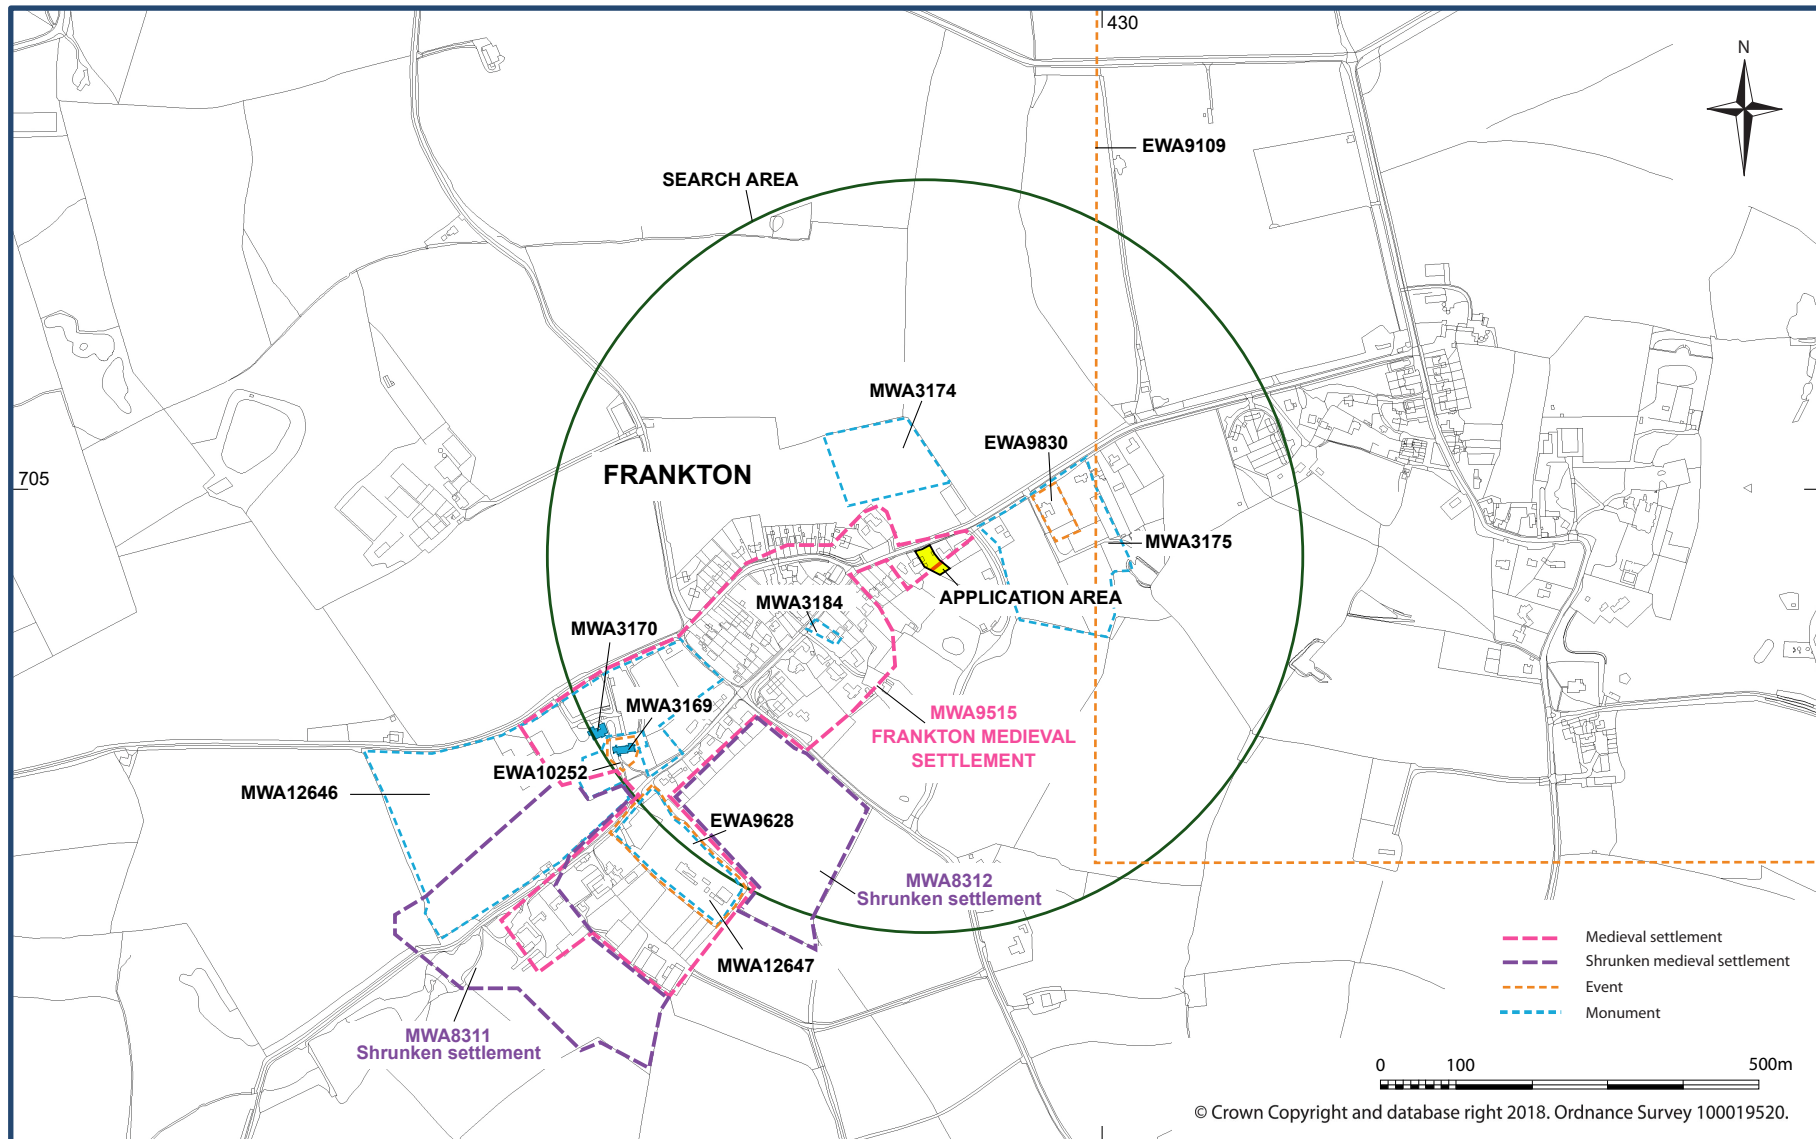 430
N
EWA9109
SEARCH AREA
MWA3174
EWA9830
FRANKTON
705
MWA3175
APPLICATION AREA
MWA3184
MWA3170
MWA3169
MWA9515
FRANKTON MEDIEVAL
SETTLEMENT
EWA10252
MWA12646
EWA9628
MWA8312
Shrunken settlement
MWA12647
MWA8311
Shrunken settlement
Medieval settlement
Shrunken medieval settlement
Event
Monument
0 100 500m
© Crown Copyright and database right 2018. Ordnance Survey 100019520.